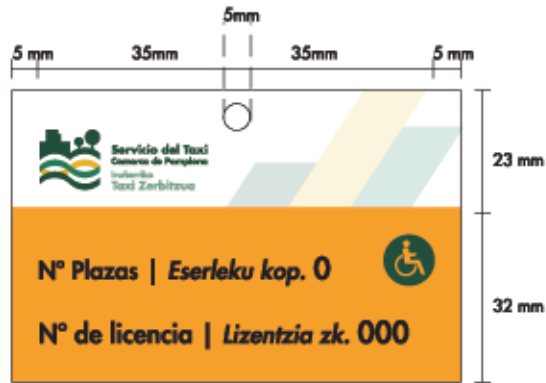 5mm
5 mm 35mm 35mm 5 mm
Servicio del Taxi
Comarca de Pamplona
Iruñerriko
Taxi Zerbitzua
23 mm
Nº Plazas | Eserleku kop. 0
32 mm
Nº de licencia | Lizentzia zk. 000